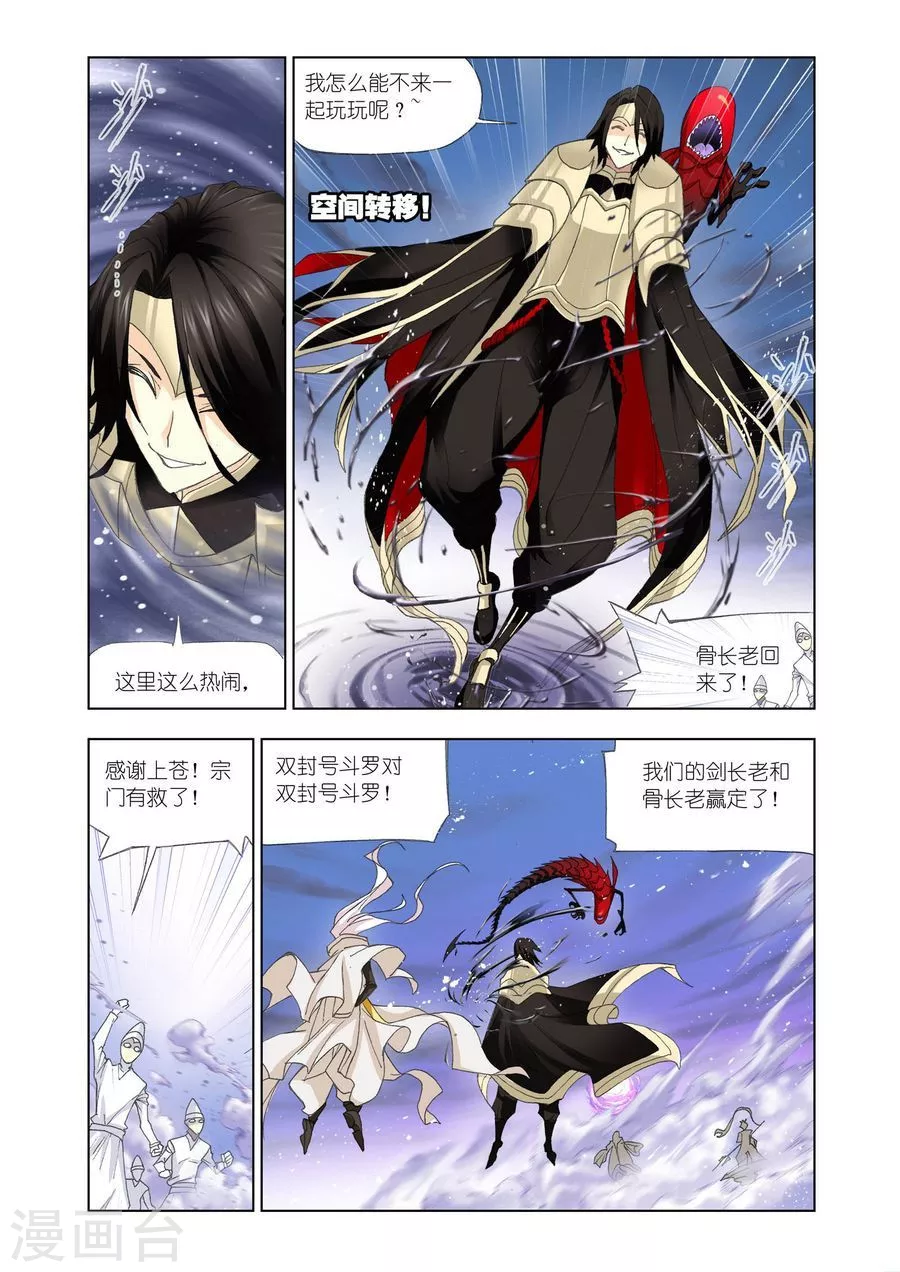 沙
沙
……
这里这么热闹，
我怎么能不来一
起玩玩呢？~
空间转移！
沙
沙
沙
骨长老回
来了！
感谢上苍！宗
门有救了！
双封号斗罗对
双封号斗罗！
我们的剑长老和
骨长老赢定了！
漫画台